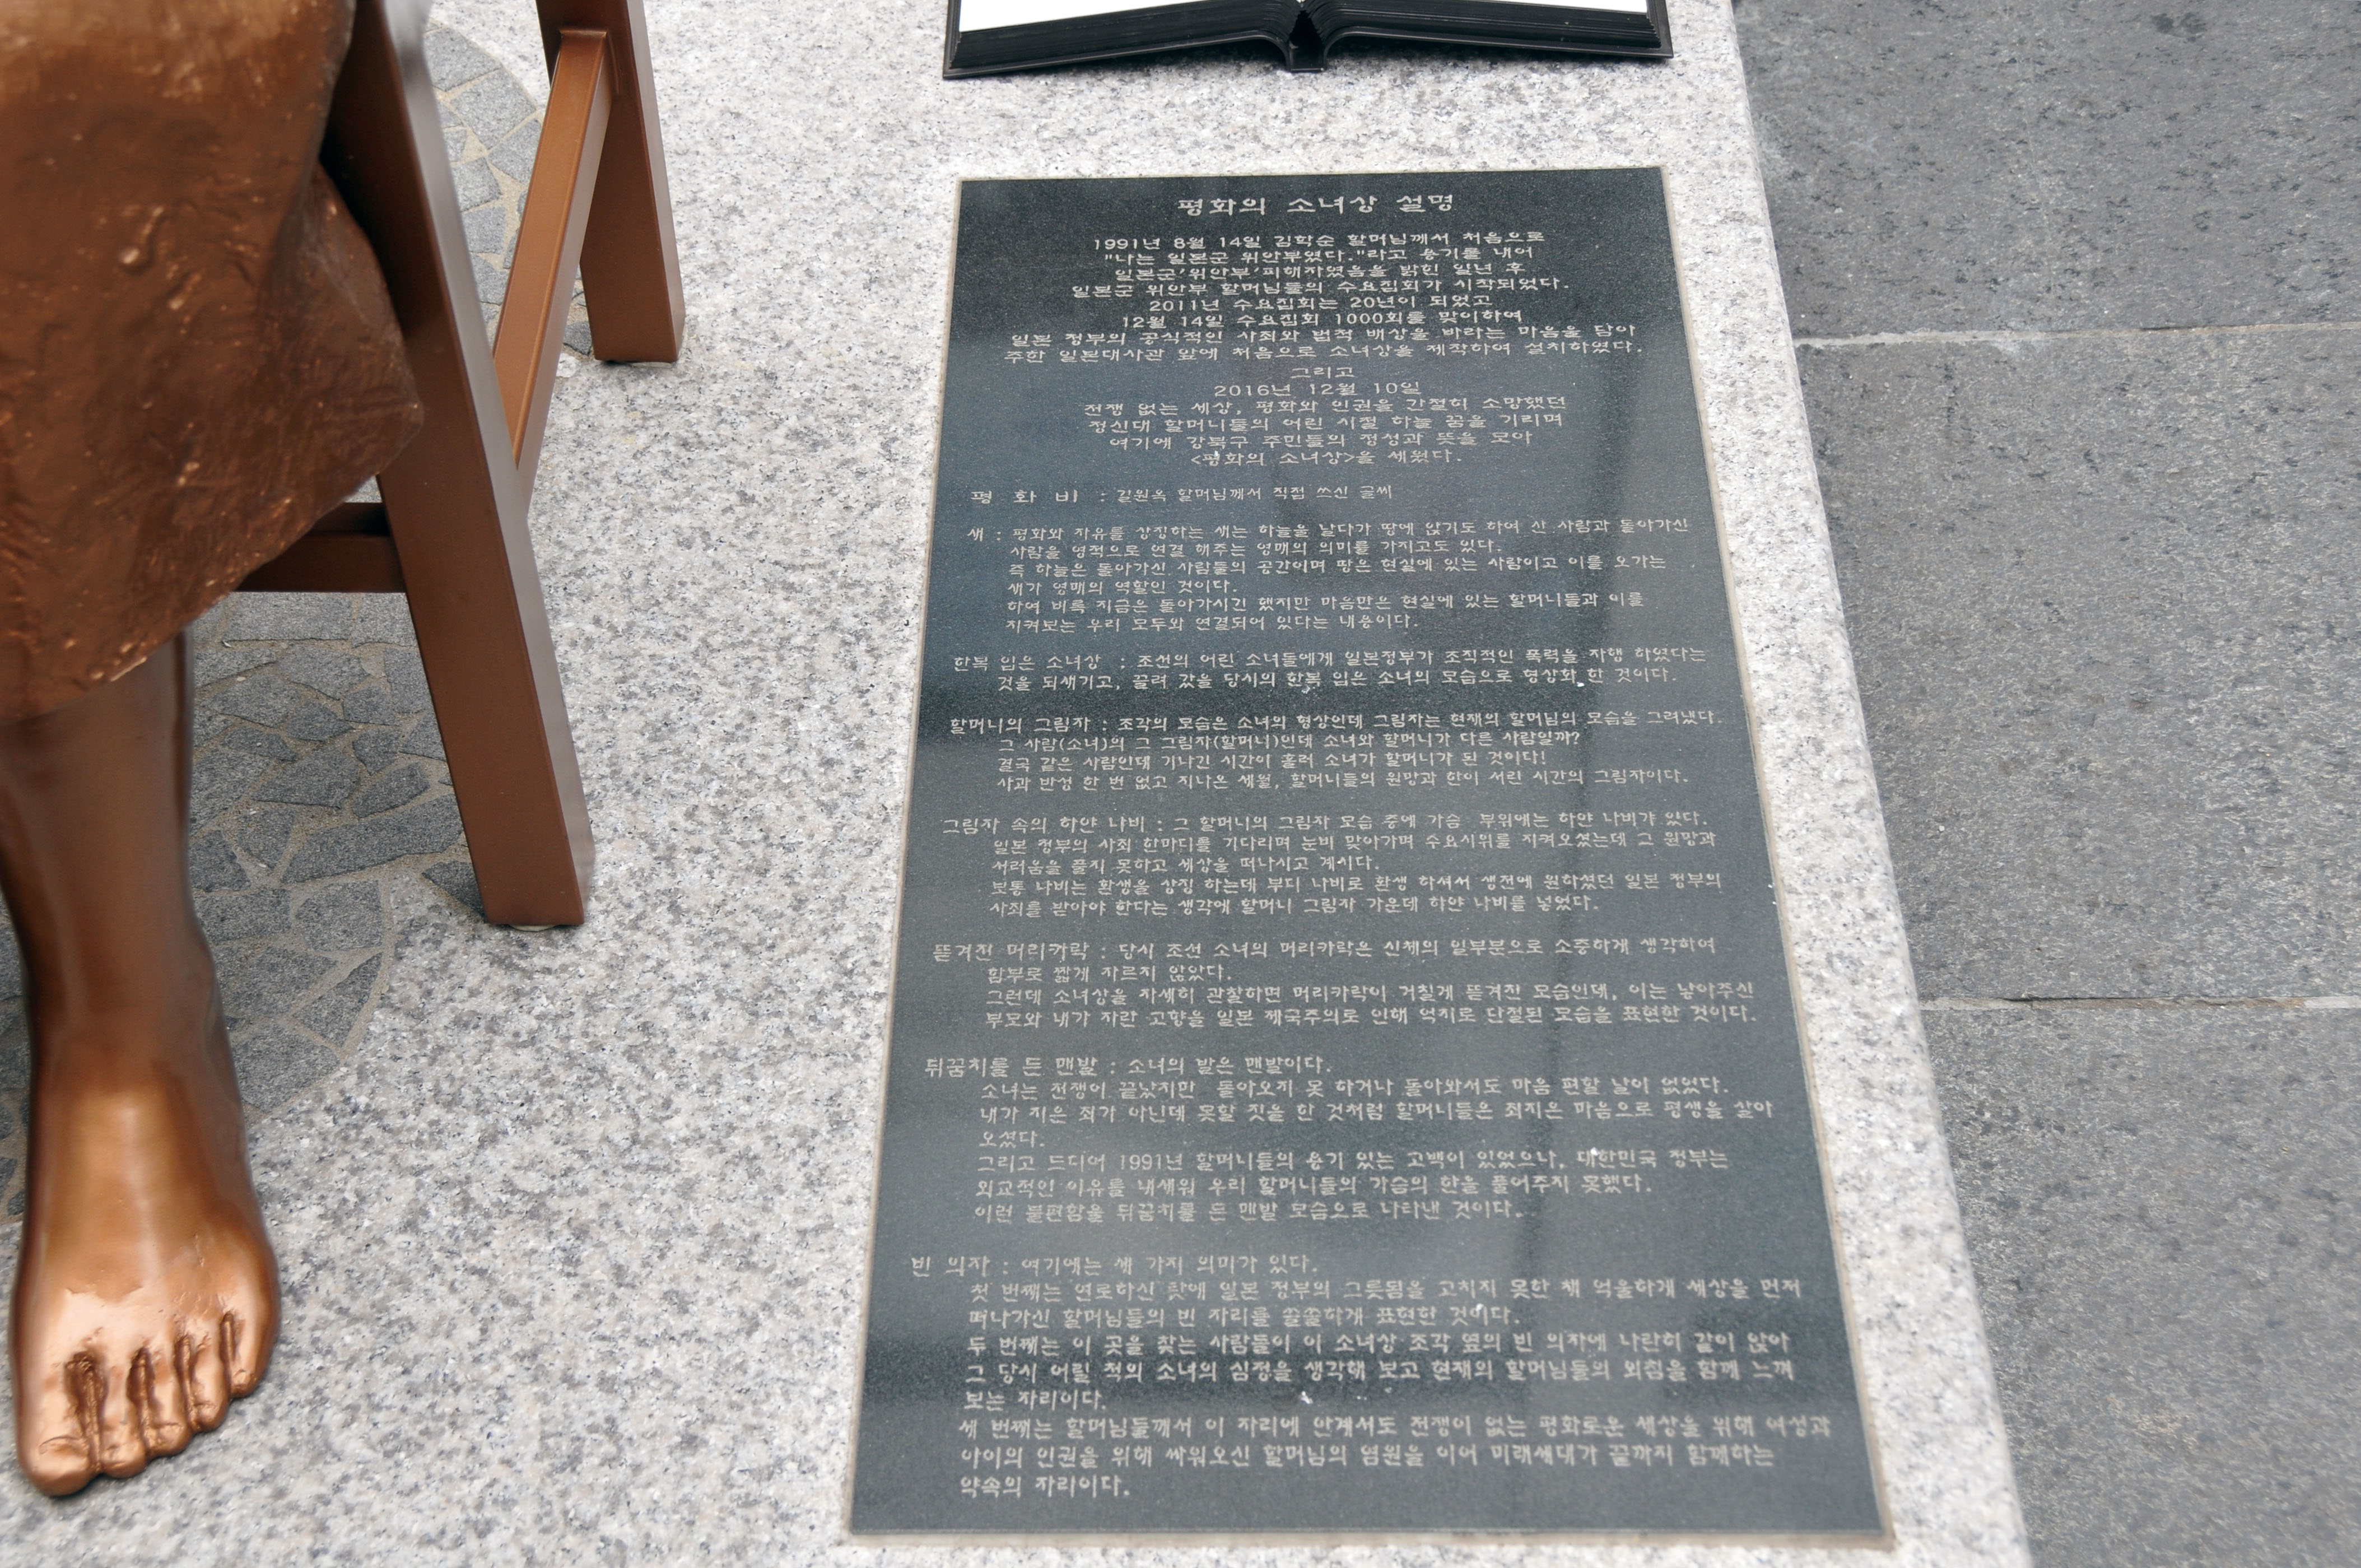 평화의 소녀상 설명
1991년 8월 14일 김학순 할머님께서 처음으로
"나는 일본군 위안부였다."라고 용기를 내어
일본군'위안부'피해자였음을 밝힌 일년 후
일본군 위안부 할머님들의 수요집회가 시작되었다.
2011년 수요집회는 20년이 되었고
12월 14일 수요집회 1000회를 맞이하여
일본 정부의 공식적인 사죄와 법적 배상을 바라는 마음을 담아
주한 일본대사관 앞에 처음으로 소녀상을 제작하여 설치하였다.
그리고
2016년 12월 10일
전쟁 없는 세상, 평화와 인권을 간절히 소망했던
정신대 할머니들의 어린 시절 하늘 꿈을 기리며
여기에 강북구 주민들의 정성과 뜻을 모아
<평화의 소녀상>을 세웠다.
평 화 비 : 길원옥 할머님께서 직접 쓰신 글씨
새 : 평화와 자유를 상징하는 새는 하늘을 날다가 땅에 앉기도 하여 산 사람과 돌아가신
사람을 영적으로 연결 해주는 영매의 의미를 가지고도 있다.
즉 하늘은 돌아가신 사람들의 공간이며 땅은 현실에 있는 사람이고 이를 오가는
새가 영매의 역할인 것이다.
하여 비록 지금은 돌아가시긴 했지만 마음만은 현실에 있는 할머니들과 이를
지켜보는 우리 모두와 연결되어 있다는 내용이다.
한복 입은 소녀상 : 조선의 어린 소녀들에게 일본정부가 조직적인 폭력을 자행 하였다는
것을 되새기고, 끌려 갔을 당시의 한복 입은 소녀의 모습으로 형상화 한 것이다.
할머니의 그림자 : 조각의 모습은 소녀의 형상인데 그림자는 현재의 할머님의 모습을 그려냈다.
그 사람(소녀)의 그 그림자(할머니)인데 소녀와 할머니가 다른 사람일까?
결국 같은 사람인데 기나긴 시간이 흘러 소녀가 할머니가 된 것이다!
사과 반성 한 번 없고 지나온 세월, 할머니들의 원망과 한이 서린 시간의 그림자이다.
그림자 속의 하얀 나비 : 그 할머니의 그림자 모습 중에 가슴 부위에는 하얀 나비가 있다.
일본 정부의 사죄 한마디를 기다리며 눈비 맞아가며 수요시위를 지켜오셨는데 그 원망과
서러움을 풀지 못하고 세상을 떠나시고 계시다.
보통 나비는 환생을 상징 하는데 부디 나비로 환생 하셔서 생전에 원하셨던 일본 정부의
사죄를 받아야 한다는 생각에 할머니 그림자 가운데 하얀 나비를 넣었다.
뜯겨진 머리카락 : 당시 조선 소녀의 머리카락은 신체의 일부분으로 소중하게 생각하여
함부로 짧게 자르지 않았다.
그런데 소녀상을 자세히 관찰하면 머리카락이 거칠게 뜯겨진 모습인데, 이는 낳아주신
부모와 내가 자란 고향을 일본 제국주의로 인해 억지로 단절된 모습을 표현한 것이다.
뒤꿈치를 든 맨발 : 소녀의 발은 맨발이다.
소녀는 전쟁이 끝났지만 돌아오지 못 하거나 돌아와서도 마음 편할 날이 없었다.
내가 지은 죄가 아닌데 못할 짓을 한 것처럼 할머니들은 죄지은 마음으로 평생을 살아
오셨다.
그리고 드디어 1991년 할머니들의 용기 있는 고백이 있었으나, 대한민국 정부는
외교적인 이유를 내세워 우리 할머니들의 가슴의 한을 풀어주지 못했다.
이런 불편함을 뒤꿈치를 든 맨발 모습으로 나타낸 것이다.
빈 의자 : 여기에는 세 가지 의미가 있다.
첫 번째는 연로하신 탓에 일본 정부의 그릇됨을 고치지 못한 채 억울하게 세상을 먼저
떠나가신 할머님들의 빈 자리를 쓸쓸하게 표현한 것이다.
두 번째는 이 곳을 찾는 사람들이 이 소녀상 조각 옆의 빈 의자에 나란히 같이 앉아
그 당시 어릴 적의 소녀의 심정을 생각해 보고 현재의 할머님들의 외침을 함께 느껴
보는 자리이다.
세 번째는 할머님들께서 이 자리에 안계셔도 전쟁이 없는 평화로운 세상을 위해 여성과
아이의 인권을 위해 싸워오신 할머님의 염원을 이어 미래세대가 끝까지 함께하는
약속의 자리이다.